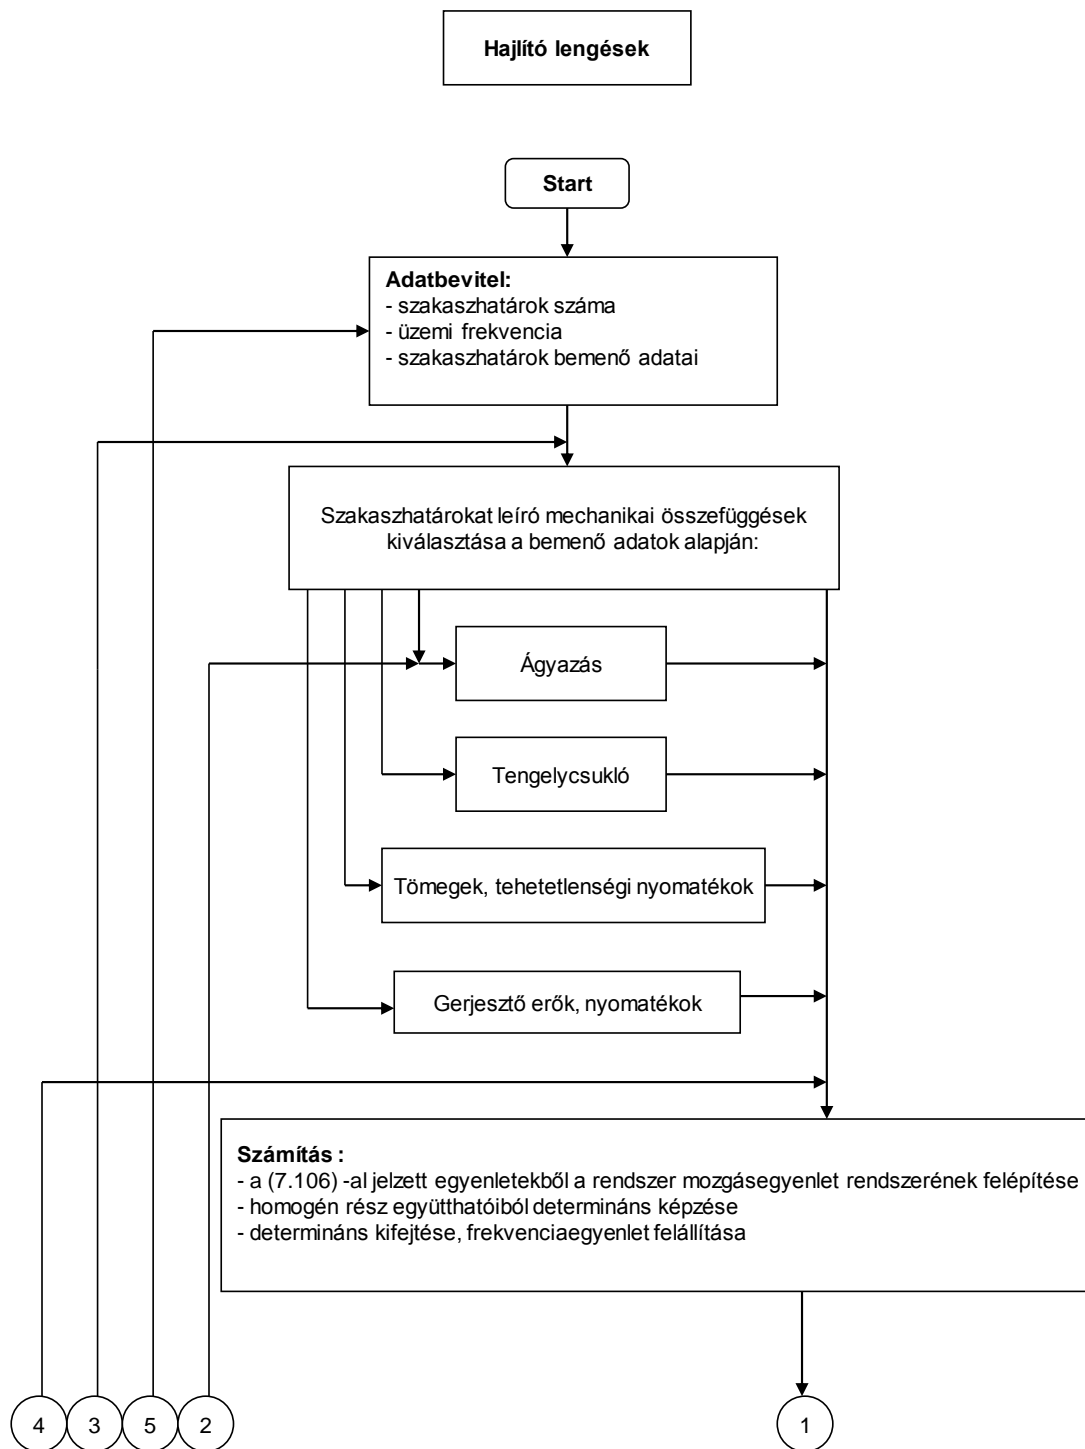 Hajlító lengések
Start
Adatbevitel:
- szakaszhatárok száma
- üzemi frekvencia
- szakaszhatárok bemenő adatai
Szakaszhatárokat leíró mechanikai összefüggések
kiválasztása a bemenő adatok alapján:
Ágyazás
Tengelycsukló
Tömegek, tehetetlenségi nyomatékok
Gerjesztő erők, nyomatékok
Számítás :
- a (7.106) -al jelzett egyenletekből a rendszer mozgásegyenlet rendszerének felépítése
- homogén rész együtthatóiból determináns képzése
- determináns kifejtése, frekvenciaegyenlet felállítása
4
3
5
2
1